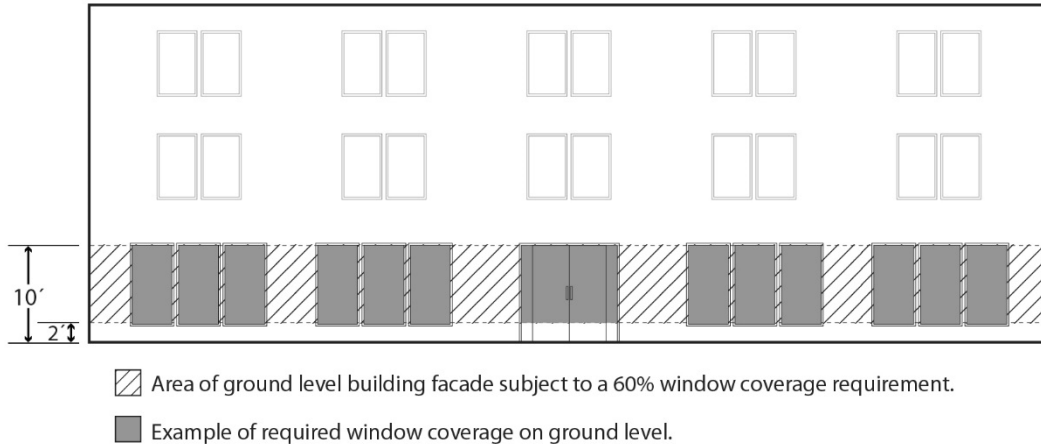 10´
2´
Area of ground level building facade subject to a 60% window coverage requirement.
Example of required window coverage on ground level.